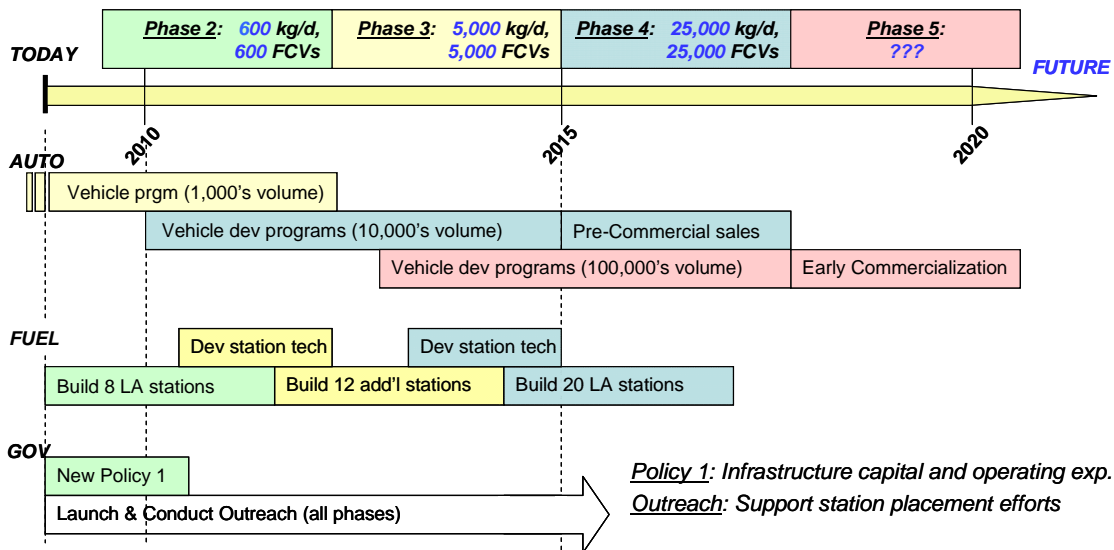 Phase 2: 600 kg/d,
600 FCVs
Phase 3: 5,000 kg/d,
5,000 FCVs
Phase 4: 25,000 kg/d,
25,000 FCVs
Phase 5:
???
TODAY
FUTURE
2010
2015
2020
AUTO
Vehicle prgm (1,000's volume)
Vehicle dev programs (10,000's volume)
Pre-Commercial sales
Vehicle dev programs (100,000's volume)
Early Commercialization
FUEL
Dev station tech
Dev station tech
Build 8 LA stations
Build 12 add'l stations
Build 20 LA stations
GOV
New Policy 1
Launch & Conduct Outreach (all phases)
Policy 1: Infrastructure capital and operating exp.
Outreach: Support station placement efforts